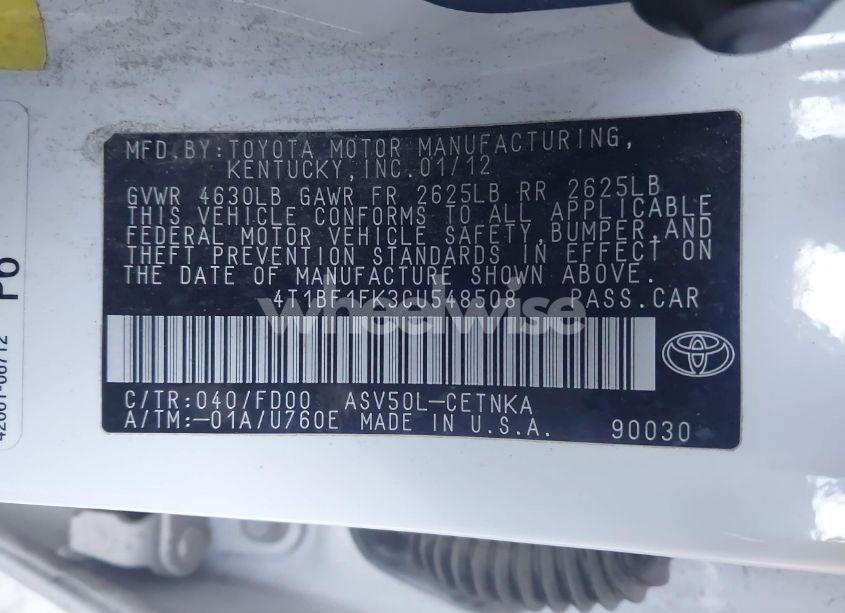 MFD.BY:TOYOTA MOTOR MANUFACTURING,
KENTUCKY,INC.01/12
GVWR 4630LB GAWR FR 2625LB RR 2625LB
THIS VEHICLE CONFORMS TO ALL APPLICABLE
FEDERAL MOTOR VEHICLE SAFETY,BUMPER,AND
THEFT PREVENTION STANDARDS IN EFFECT ON
THE DATE OF MANUFACTURE SHOWN ABOVE.
4T1BF1FK3CU548508 PASS.CAR
wheelwise
C/TR:040/FD00 ASV50L-CETNKA
A/TM:-01A/U760E MADE IN U.S.A. 90030